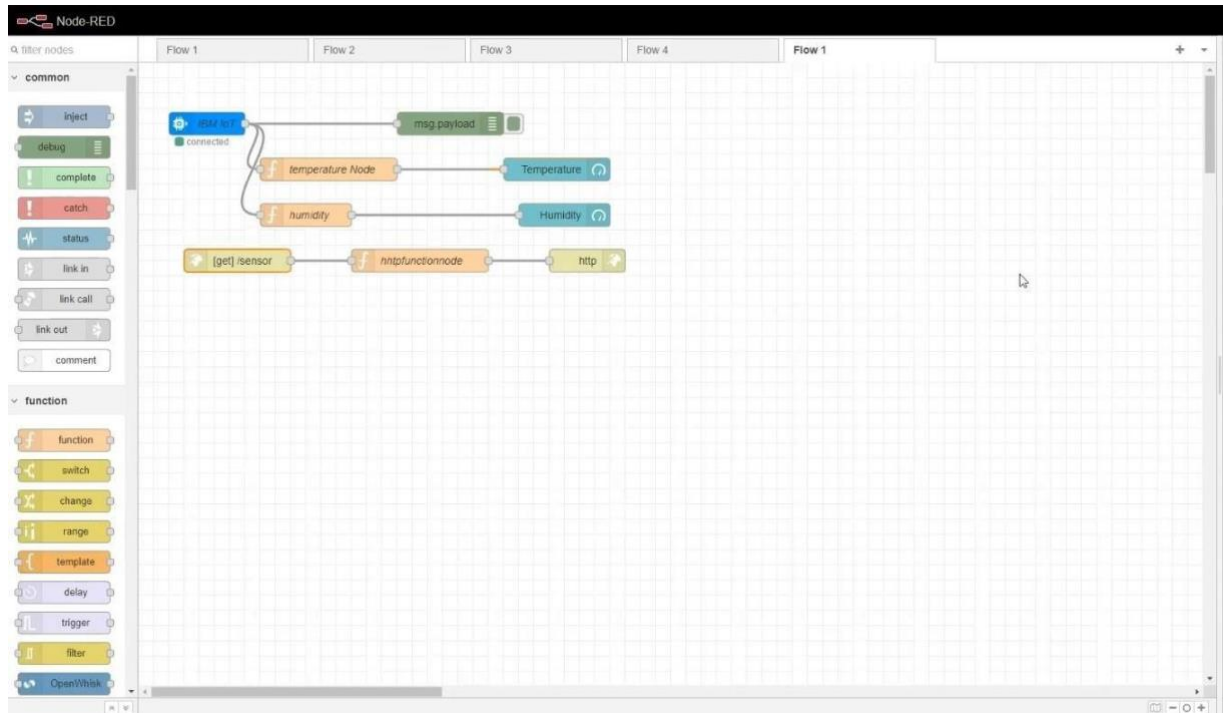 Node-RED
filter nodes
Flow 1
Flow 2
Flow 3
Flow 4
Flow 1
common
inject
debug
complete
catch
status
link in
link call
link out
comment
function
function
switch
change
range
template
delay
trigger
filter
OpenWhisk
IBM IoT
connected
msg.payload
temperature Node
Temperature
humidity
Humidity
[get] /sensor
hntpfunctionnode
http